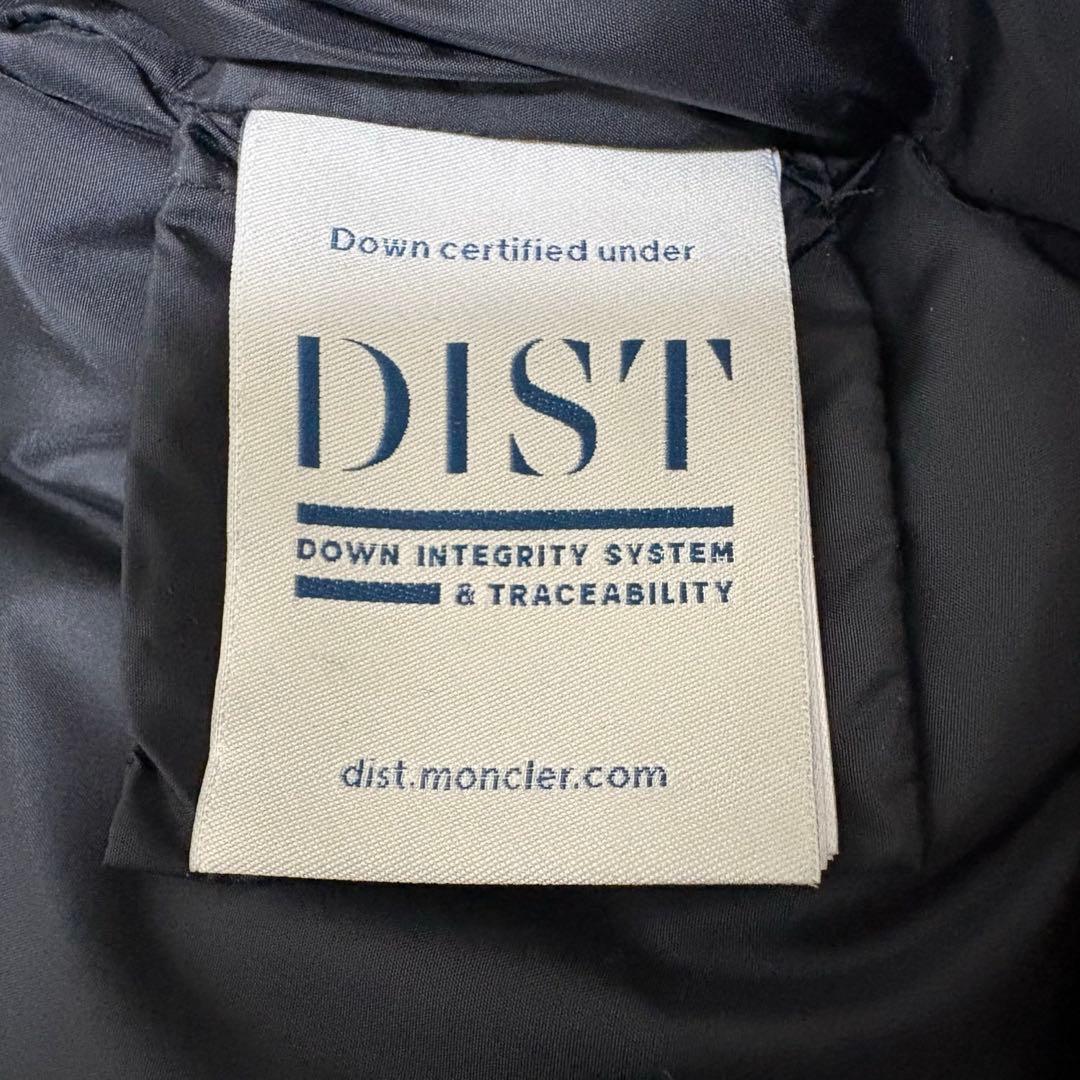 Down certified under
DIST
DOWN INTEGRITY SYSTEM
& TRACEABILITY
dist.moncler.com